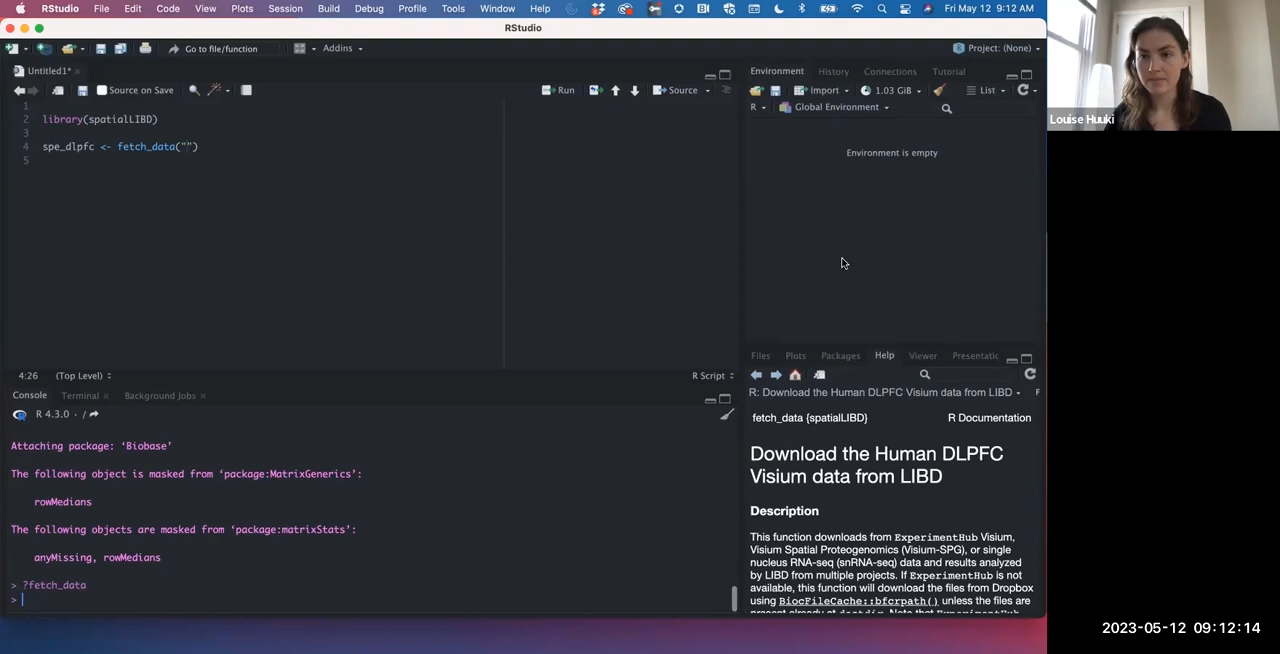 RStudio File Edit Code View Plots Session Build Debug Profile Tools Window Help Fri May 12 9:12 AM
RStudio
Go to file/function Addins Project: (None)
Untitled1*
Source on Save Run Source
1
2 library(spatialLIBD)
3
4 spe_dlpfc <- fetch_data("")
5
4:26 (Top Level) R Script
Console Terminal Background Jobs
R 4.3.0 · /
Attaching package: ‘Biobase’
The following object is masked from ‘package:MatrixGenerics’:
rowMedians
The following objects are masked from ‘package:matrixStats’:
anyMissing, rowMedians
> ?fetch_data
>
Environment History Connections Tutorial
Import 1.03 GiB List
R Global Environment
Environment is empty
Files Plots Packages Help Viewer Presentatic
R: Download the Human DLPFC Visium data from LIBD
fetch_data {spatialLIBD} R Documentation
Download the Human DLPFC
Visium data from LIBD
Description
This function downloads from ExperimentHub Visium,
Visium Spatial Proteogenomics (Visium-SPG), or single
nucleus RNA-seq (snRNA-seq) data and results analyzed
by LIBD from multiple projects. If ExperimentHub is not
available, this function will download the files from Dropbox
using BiocFileCache::bfcrpath() unless the files are
present already at destdir. Note that ExperimentHub
Louise Huuki
2023-05-12 09:12:14